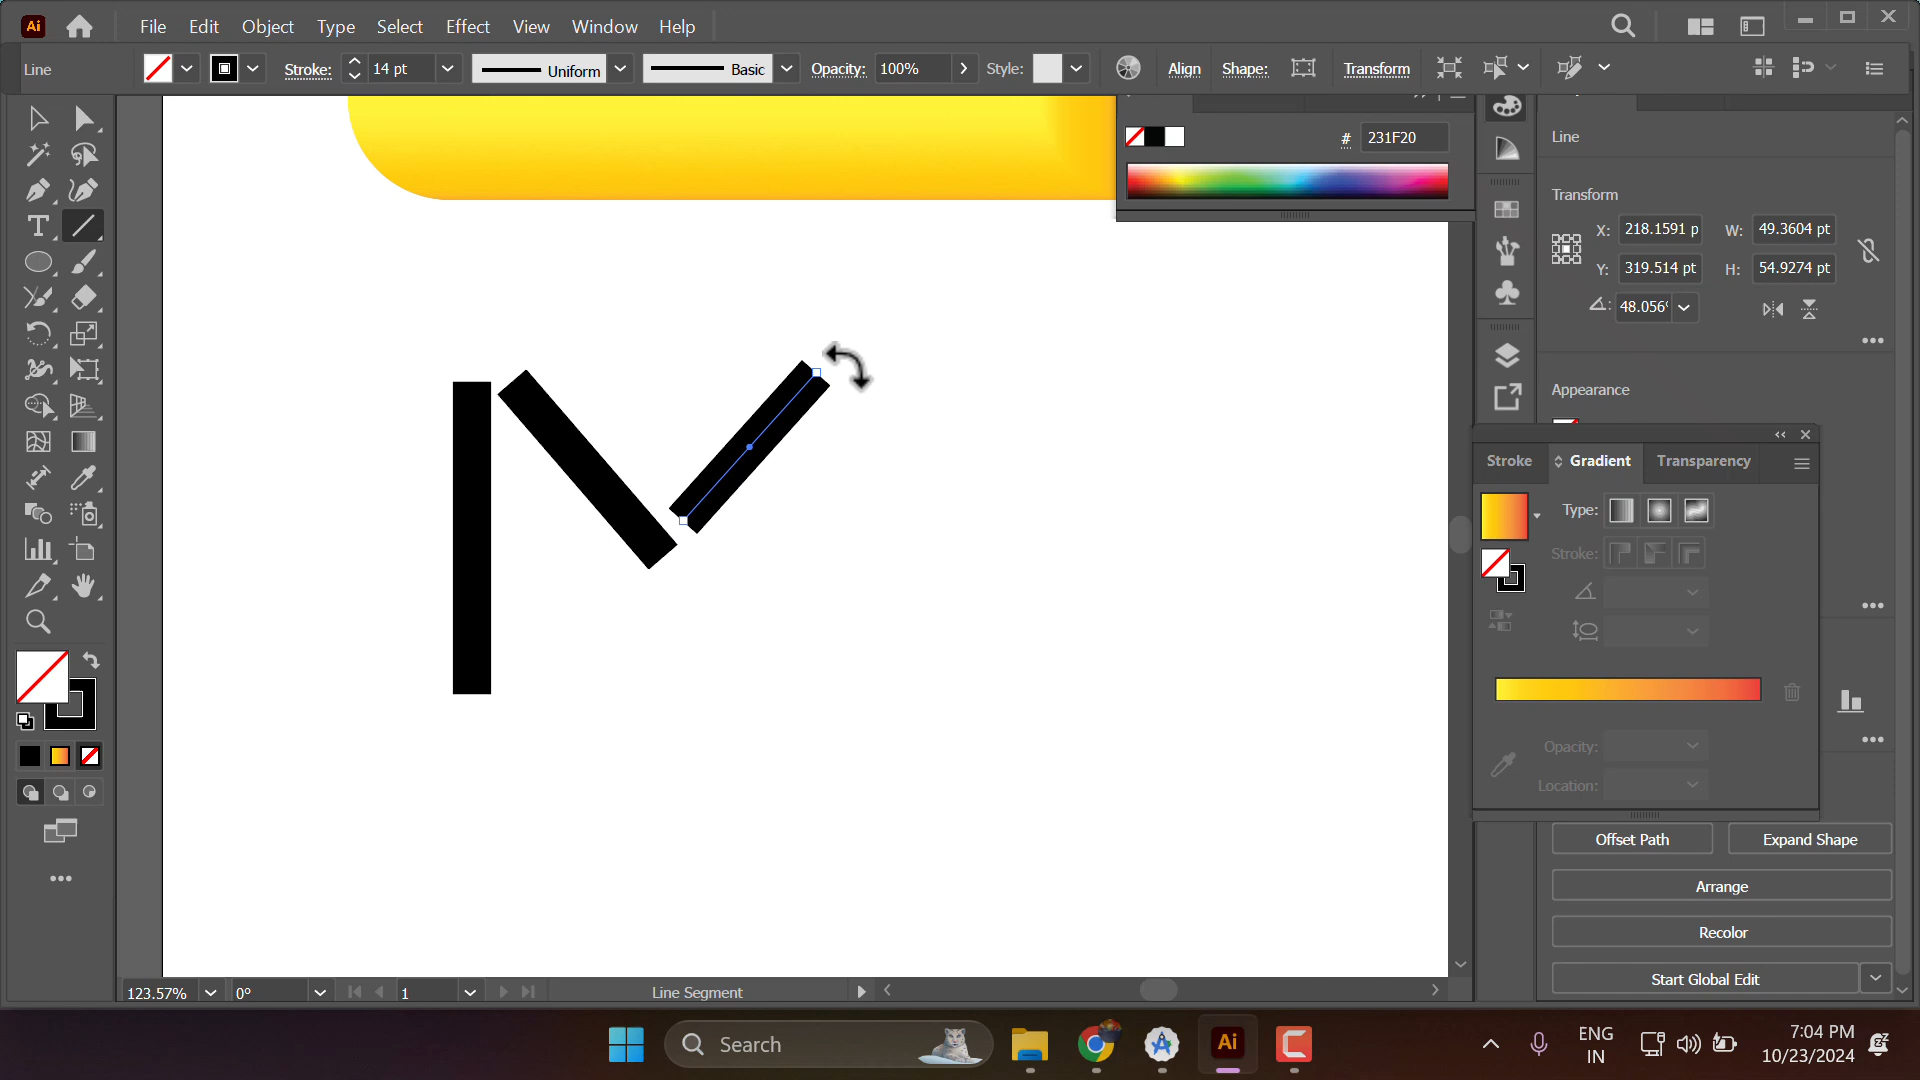 Ai File Edit Object Type Select Effect View Window Help
Line Stroke: 14 pt Uniform Basic Opacity: 100% Style: Align Shape: Transform
# 231F20
Line
Transform
X: 218.1591 p W: 49.3604 pt
Y: 319.514 pt H: 54.9274 pt
48.056°
Appearance
Stroke Gradient Transparency
Type:
Stroke:
Opacity:
Location:
Offset Path Expand Shape
Arrange
Recolor
Start Global Edit
123.57% 0° 1 Line Segment
Search
Ai
ENG
IN
7:04 PM
10/23/2024